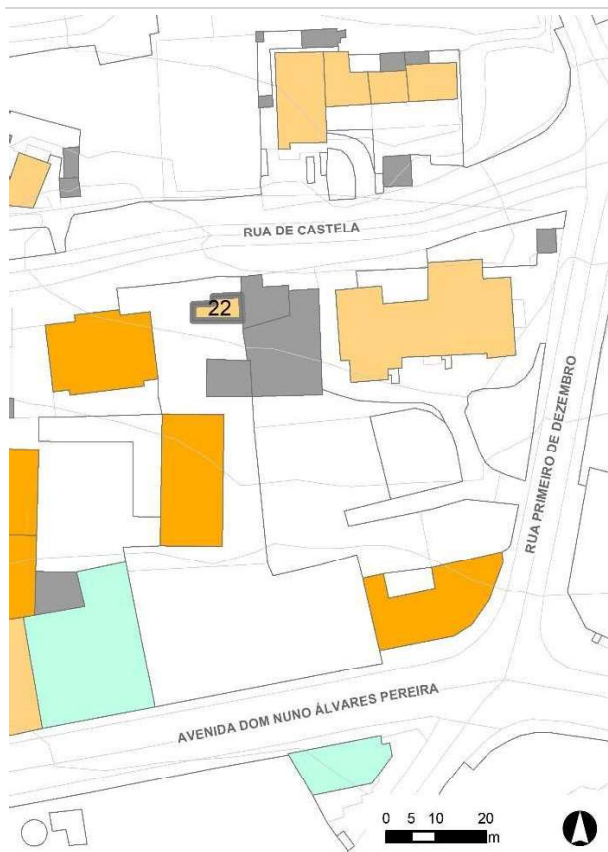 RUA DE CASTELA
22
RUA PRIMEIRO DE DEZEMBRO
AVENIDA DOM NUNO ÁLVARES PEREIRA
0 5 10 20
m